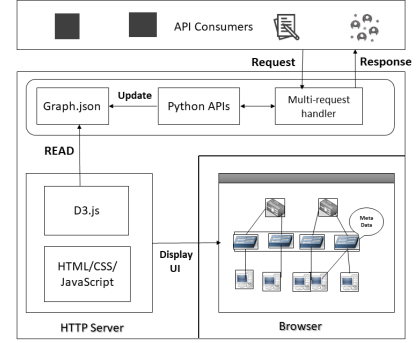 API Consumers
Request
Response
Graph.json
Update
Python APIs
Multi-request
handler
READ
D3.js
HTML/CSS/
JavaScript
Display
UI
Meta
Data
HTTP Server
Browser